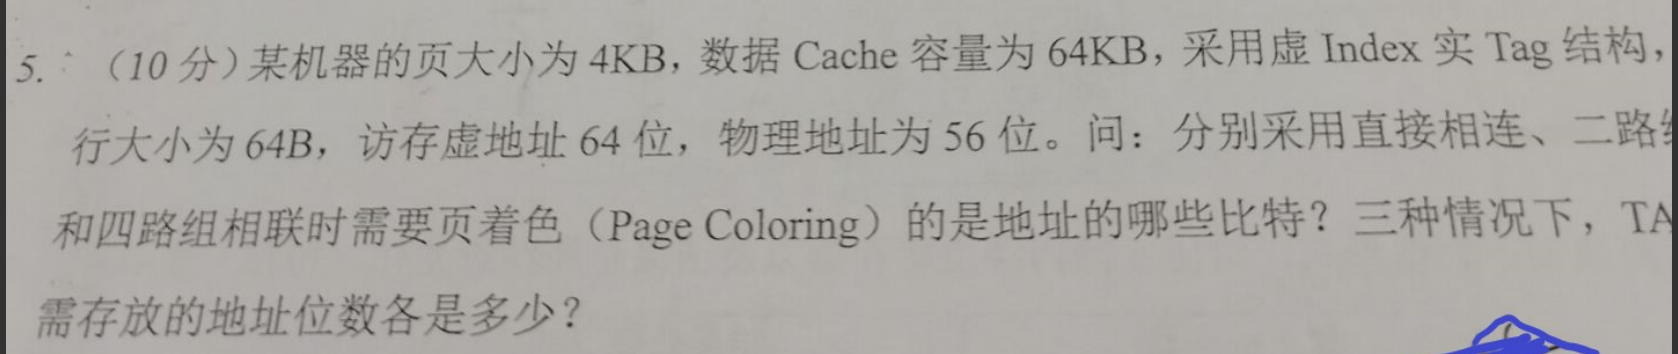 5. (10 分)某机器的页大小为 4KB，数据 Cache 容量为 64KB，采用虚 Index 实 Tag 结构，
行大小为 64B，访存虚地址 64 位，物理地址为 56 位。问：分别采用直接相连、二路
和四路组相联时需要页着色（Page Coloring）的是地址的哪些比特？三种情况下，TA
需存放的地址位数各是多少？